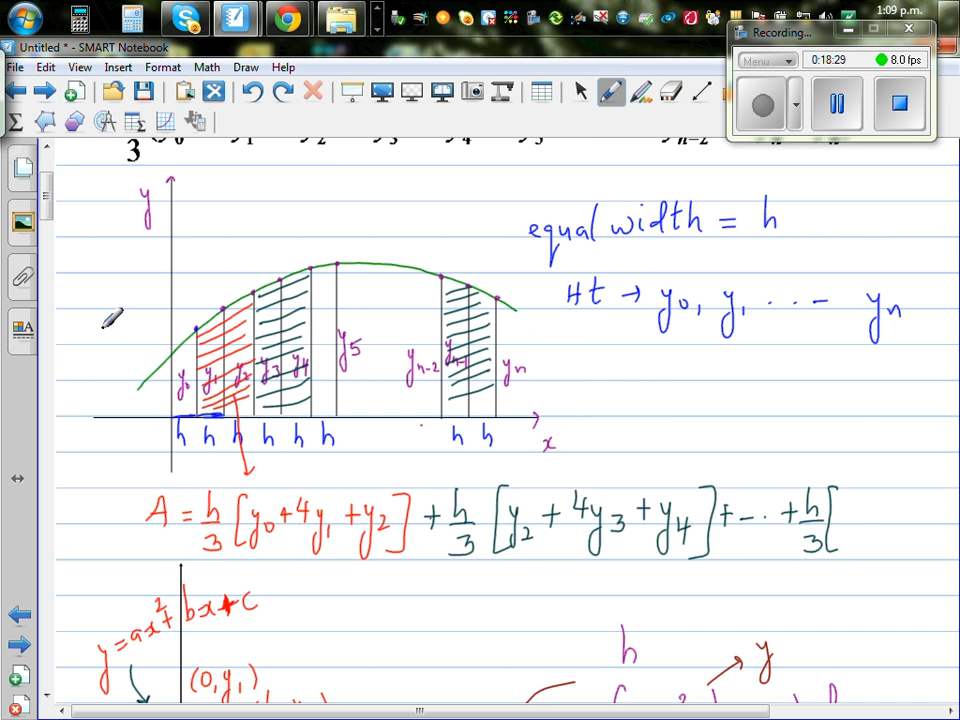 1:09 p.m.
Untitled * - SMART Notebook
Recording...
File Edit View Insert Format Math Draw Help
Menu 0:18:29 8.0 fps
3
y
equal width = h
Ht → y0, y1 ... - yn
y0 y1 y2 y3 y4 y5 yn-2 yn-1 yn
h h h h h h h h
x
A = h/3 [y0 + 4y1 + y2] + h/3 [y2 + 4y3 + y4] + -.. + h/3 [
y = ax² + bx + c
h
y
(0, y1)